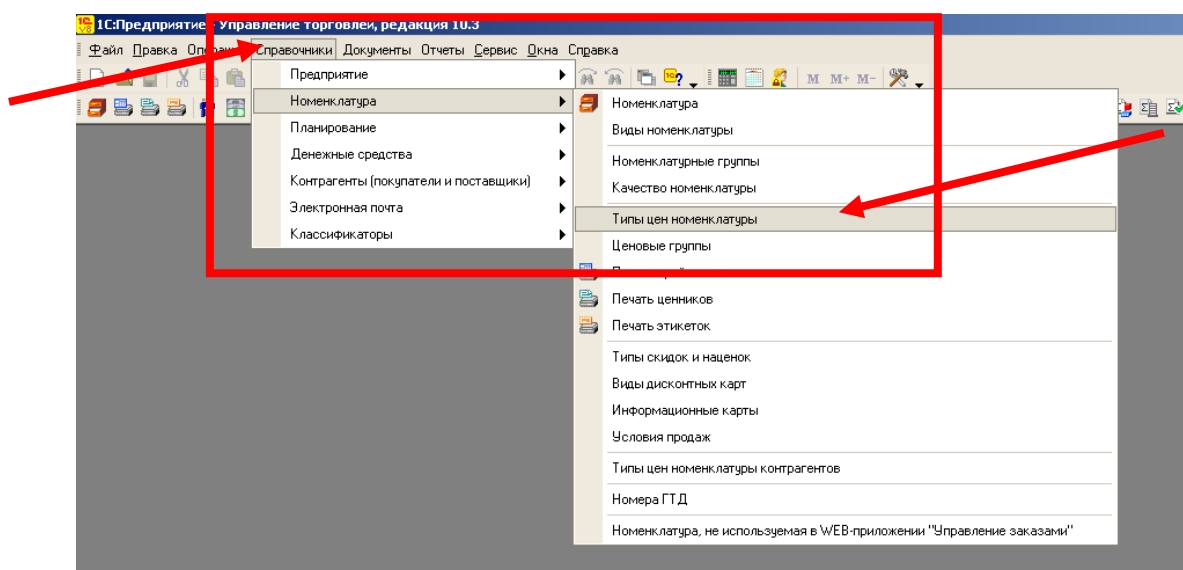 1С:Предприятие - Управление торговлей, редакция 10.3
Файл Правка Справочники Документы Отчеты Сервис Окна Справка
M M+ M-
Предприятие
Номенклатура
Планирование
Денежные средства
Контрагенты (покупатели и поставщики)
Электронная почта
Классификаторы
Номенклатура
Виды номенклатуры
Номенклатурные группы
Качество номенклатуры
Типы цен номенклатуры
Ценовые группы
Печать ценников
Печать этикеток
Типы скидок и наценок
Виды дисконтных карт
Информационные карты
Условия продаж
Типы цен номенклатуры контрагентов
Номера ГТД
Номенклатура, не используемая в WEB-приложении "Управление заказами"